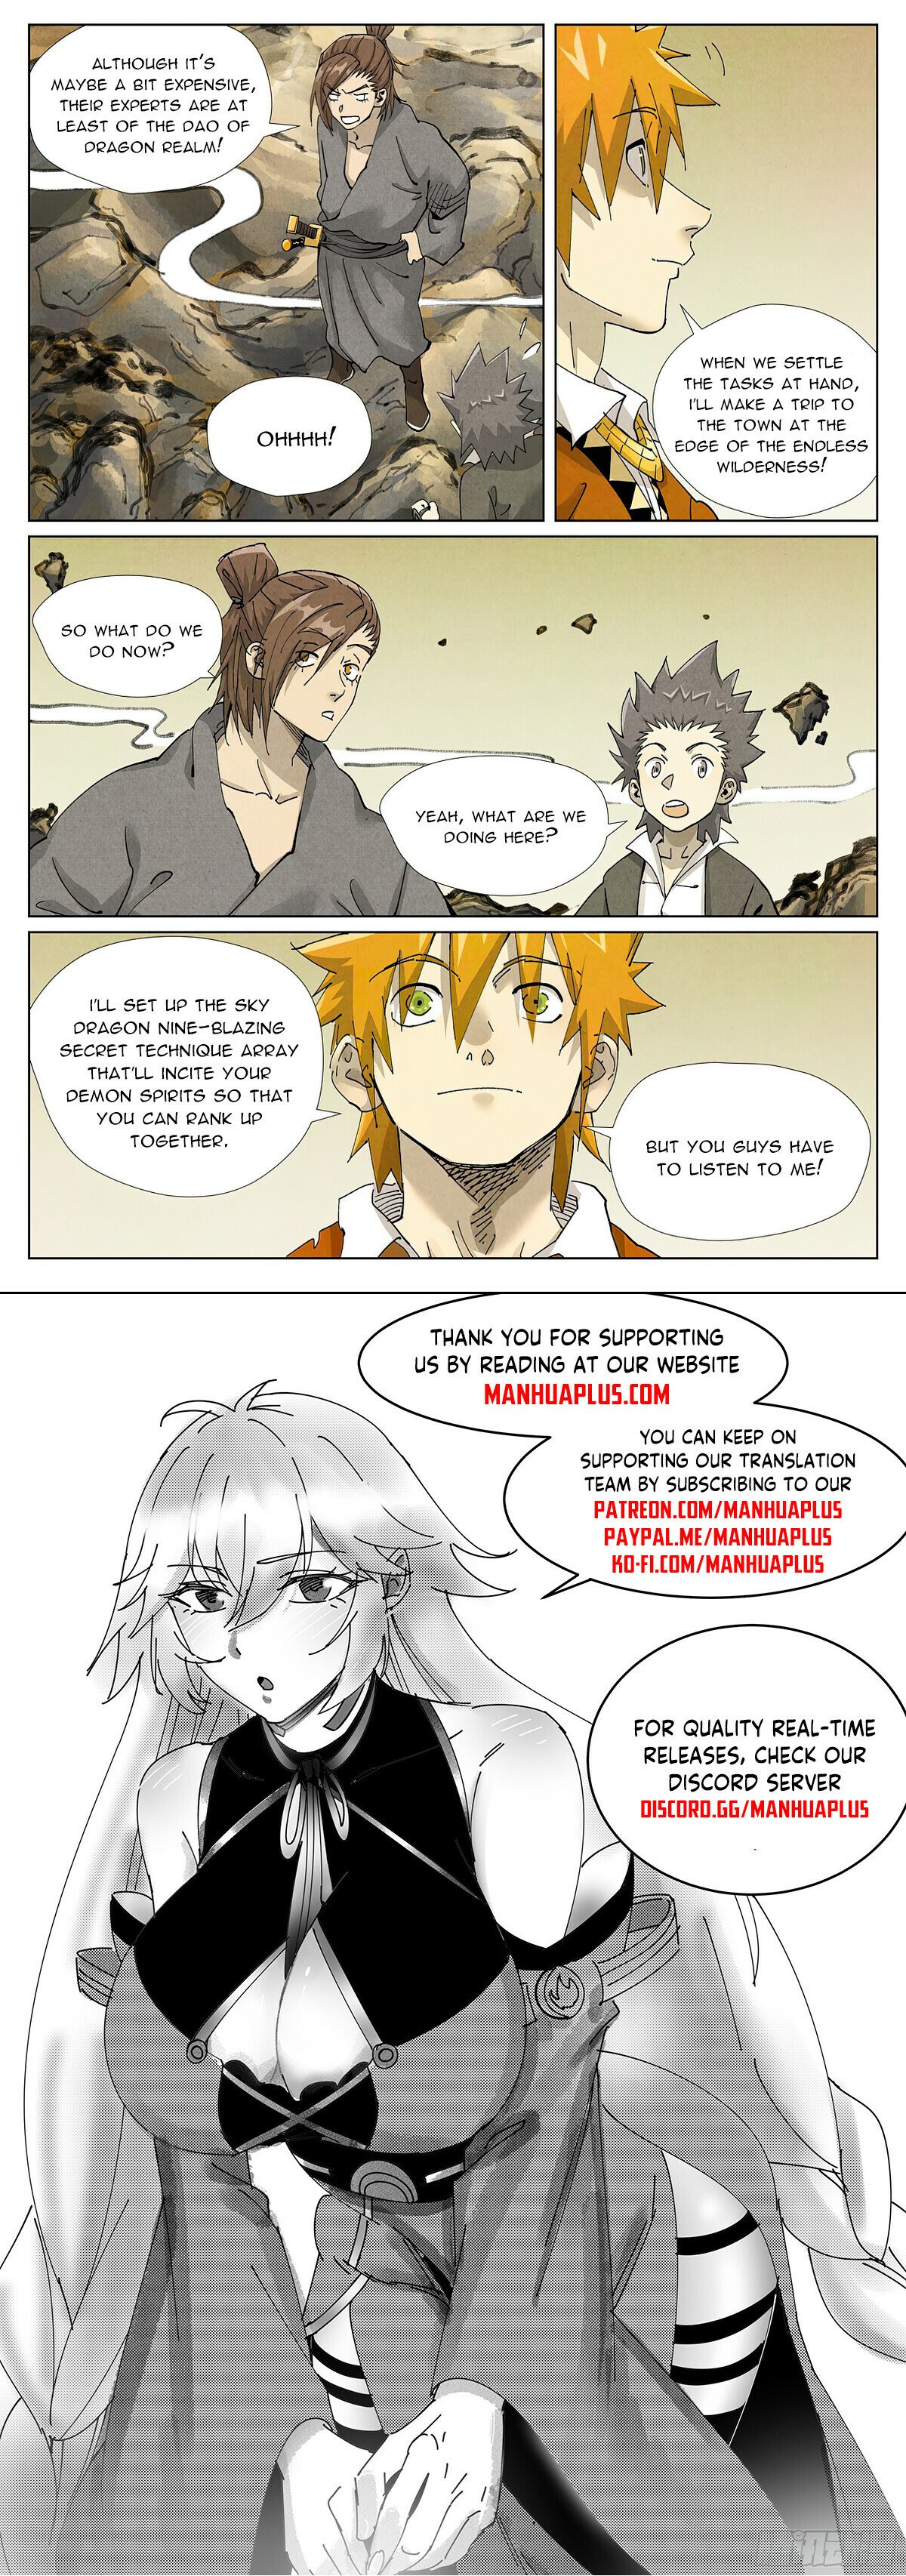 ALTHOUGH IT'S
MAYBE A BIT EXPENSIVE,
THEIR EXPERTS ARE AT
LEAST OF THE DAO OF
DRAGON REALM!
OHHHH!
WHEN WE SETTLE
THE TASKS AT HAND,
I'LL MAKE A TRIP TO
THE TOWN AT THE
EDGE OF THE ENDLESS
WILDERNESS!
SO WHAT DO WE
DO NOW?
YEAH, WHAT ARE WE
DOING HERE?
I'LL SET UP THE SKY
DRAGON NINE-BLAZING
SECRET TECHNIQUE ARRAY
THAT'LL INCITE YOUR
DEMON SPIRITS SO THAT
YOU CAN RANK UP
TOGETHER.
BUT YOU GUYS HAVE
TO LISTEN TO ME!
THANK YOU FOR SUPPORTING
US BY READING AT OUR WEBSITE
MANHUAPLUS.COM
YOU CAN KEEP ON
SUPPORTING OUR TRANSLATION
TEAM BY SUBSCRIBING TO OUR
PATREON.COM/MANHUAPLUS
PAYPAL.ME/MANHUAPLUS
KO-FI.COM/MANHUAPLUS
FOR QUALITY REAL-TIME
RELEASES, CHECK OUR
DISCORD SERVER
DISCORD.GG/MANHUAPLUS